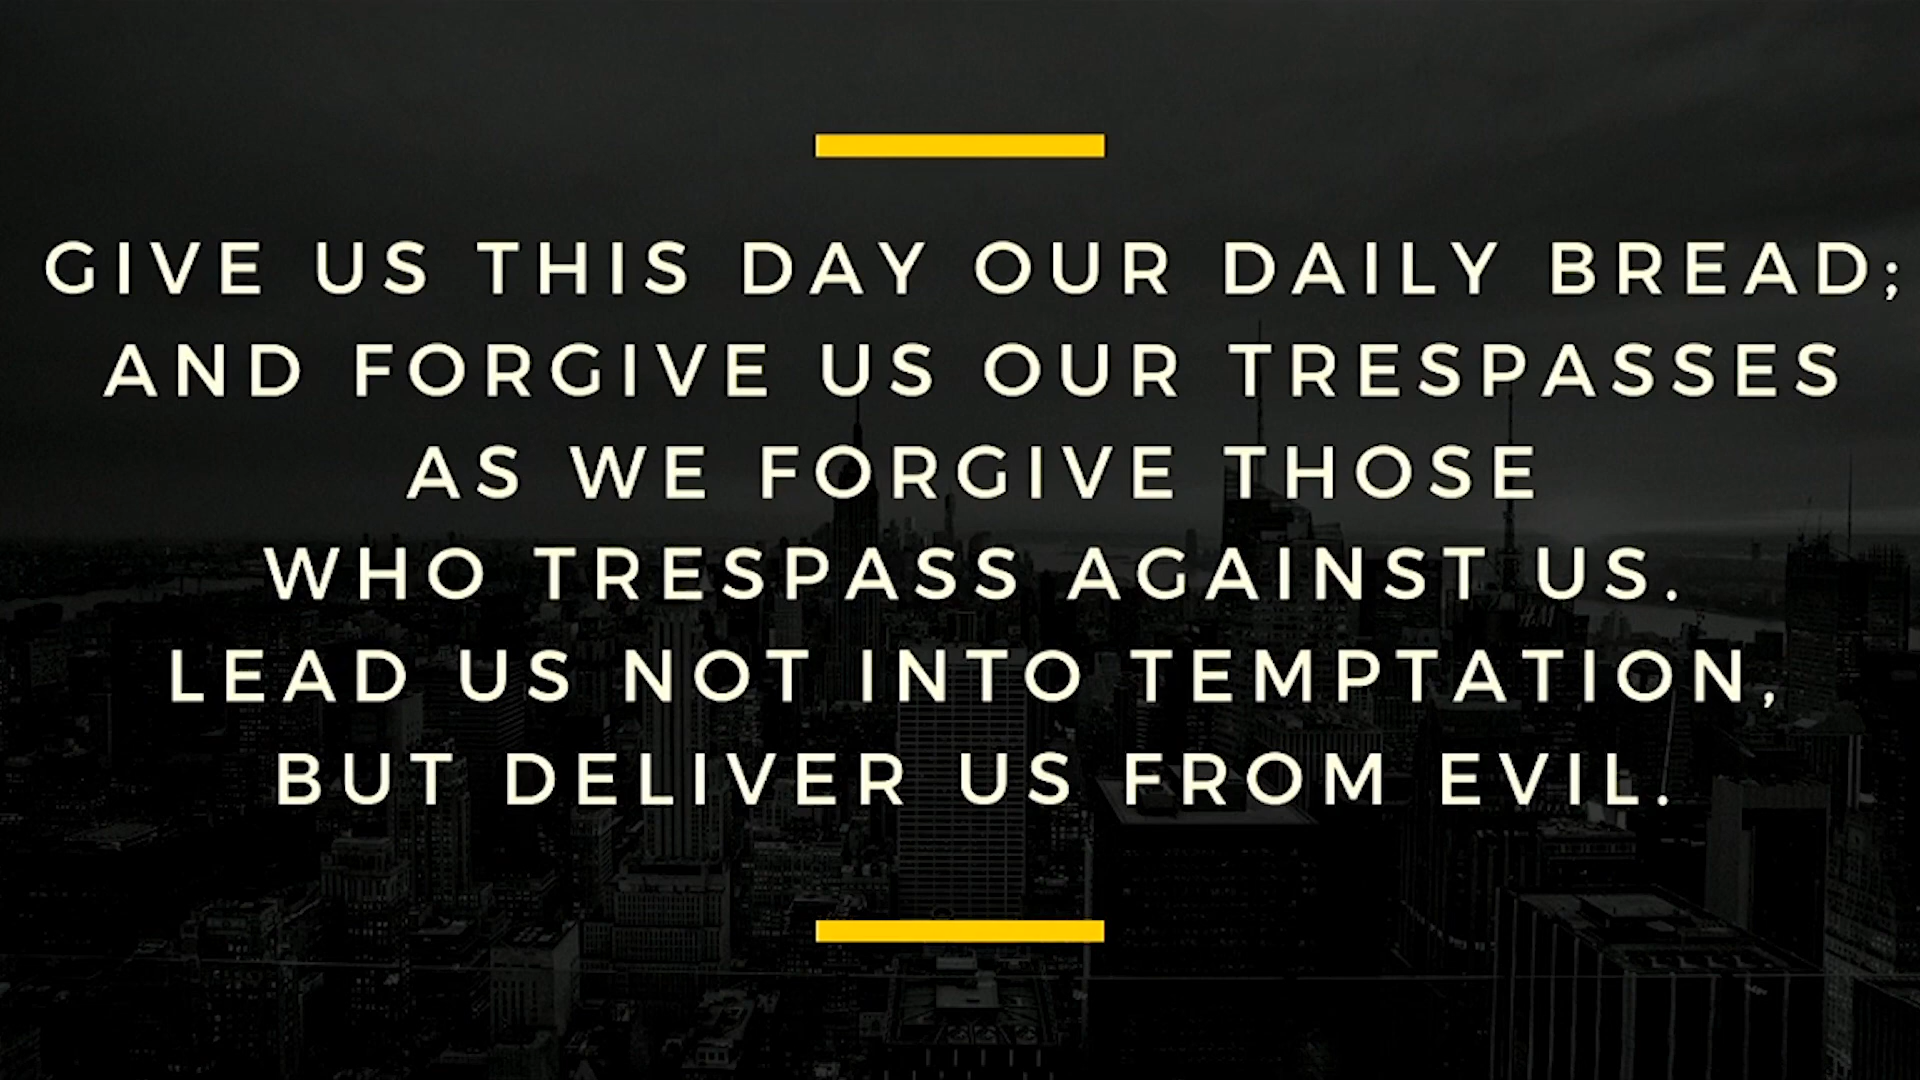 GIVE US THIS DAY OUR DAILY BREAD;
AND FORGIVE US OUR TRESPASSES
AS WE FORGIVE THOSE
WHO TRESPASS AGAINST US.
LEAD US NOT INTO TEMPTATION,
BUT DELIVER US FROM EVIL.
H&M